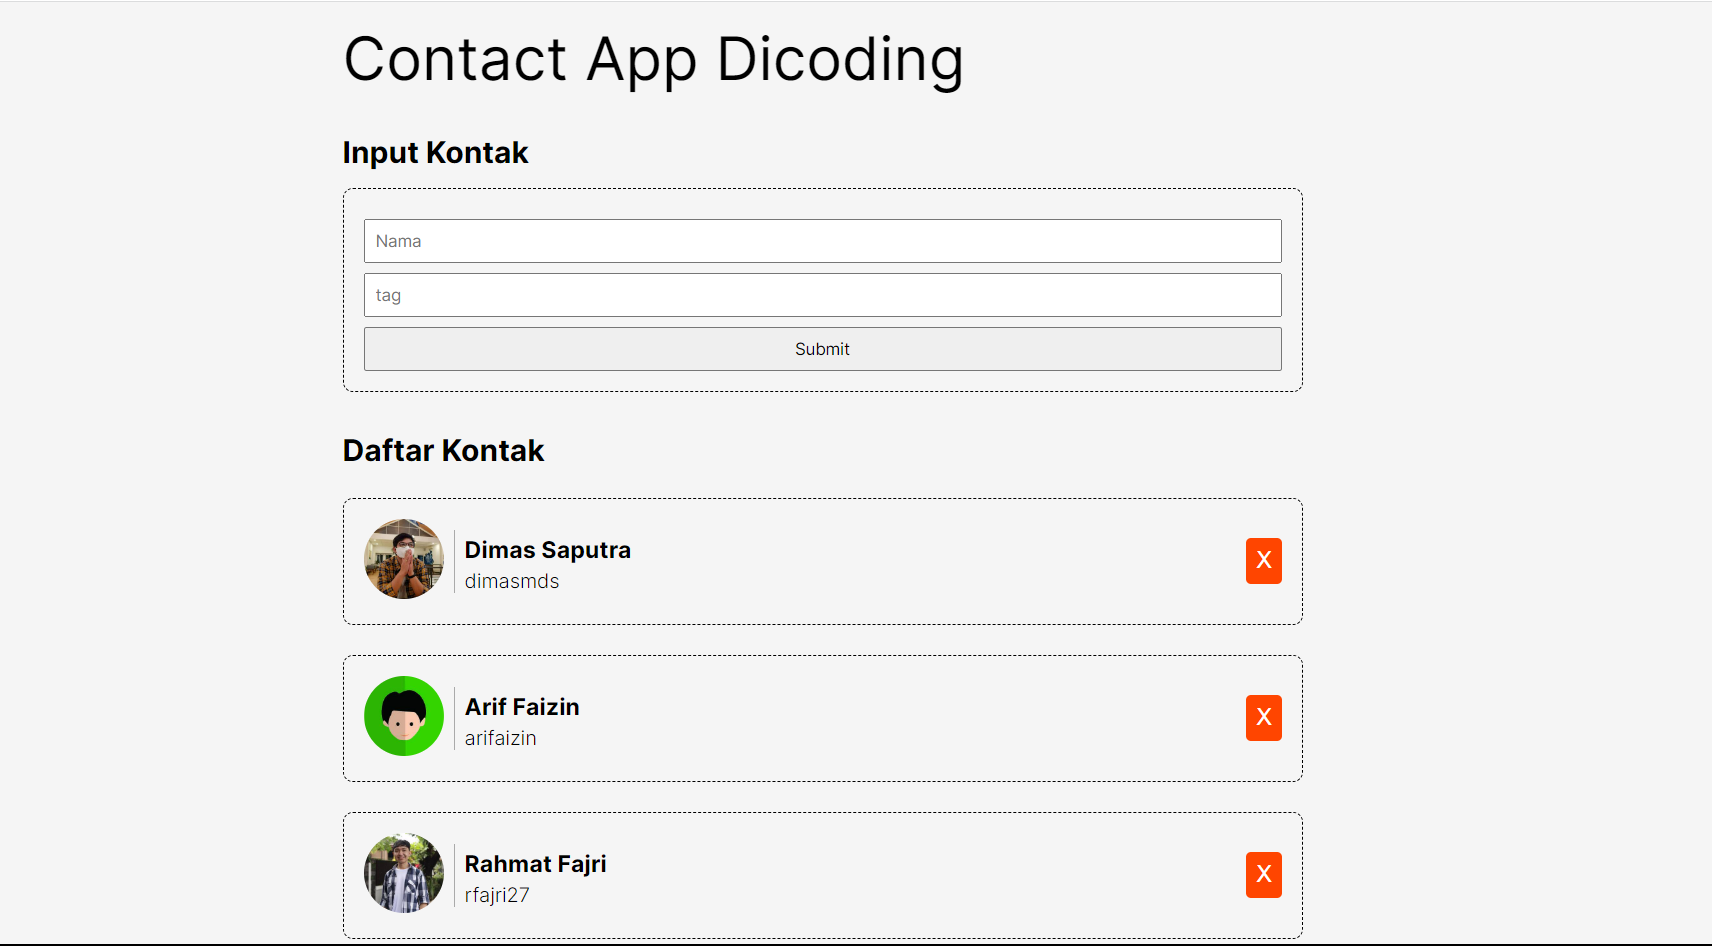 Contact App Dicoding
Input Kontak
Nama
tag
Submit
Daftar Kontak
Dimas Saputra
dimasmds
X
Arif Faizin
arifaizin
X
Rahmat Fajri
rfajri27
X